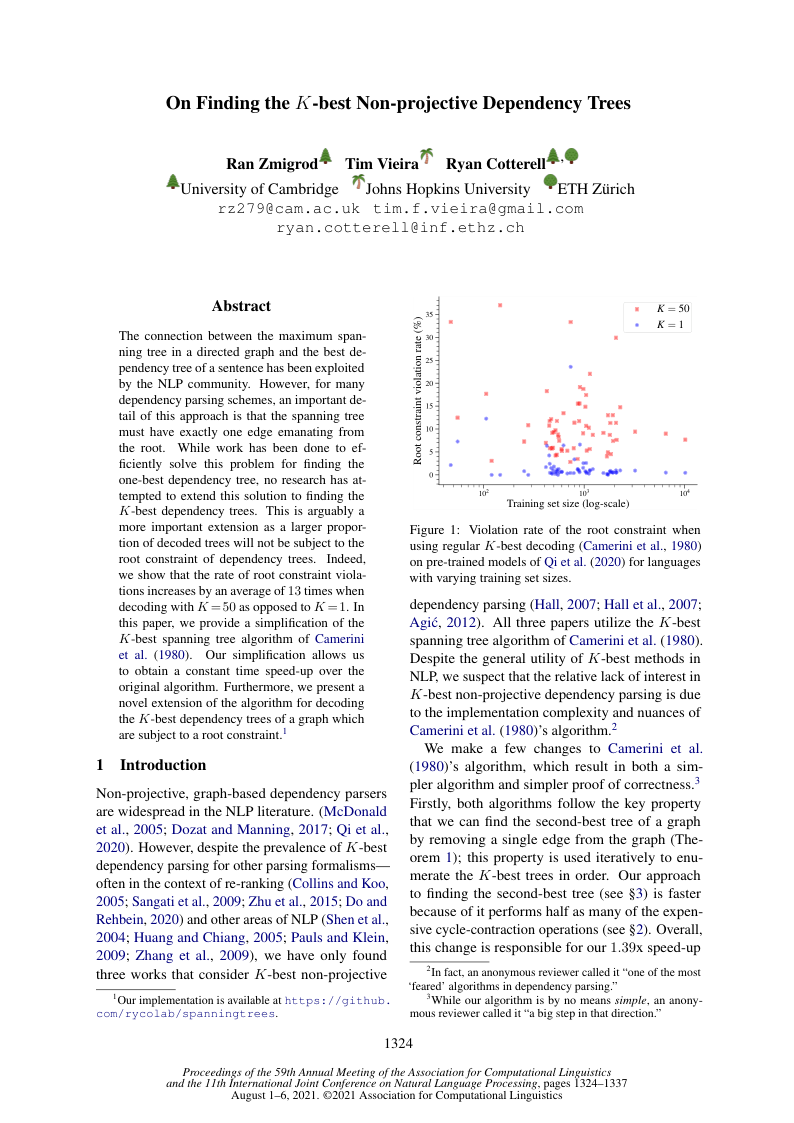 On Finding the K-best Non-projective Dependency Trees
Ran Zmigrod Tim Vieira Ryan Cotterell ,
University of Cambridge Johns Hopkins University ETH Zürich
rz279@cam.ac.uk tim.f.vieira@gmail.com
ryan.cotterell@inf.ethz.ch
Abstract
The connection between the maximum span-
ning tree in a directed graph and the best de-
pendency tree of a sentence has been exploited
by the NLP community. However, for many
dependency parsing schemes, an important de-
tail of this approach is that the spanning tree
must have exactly one edge emanating from
the root. While work has been done to ef-
ficiently solve this problem for finding the
one-best dependency tree, no research has at-
tempted to extend this solution to finding the
K-best dependency trees. This is arguably a
more important extension as a larger propor-
tion of decoded trees will not be subject to the
root constraint of dependency trees. Indeed,
we show that the rate of root constraint viola-
tions increases by an average of 13 times when
decoding with K=50 as opposed to K=1. In
this paper, we provide a simplification of the
K-best spanning tree algorithm of Camerini
et al. (1980). Our simplification allows us
to obtain a constant time speed-up over the
original algorithm. Furthermore, we present a
novel extension of the algorithm for decoding
the K-best dependency trees of a graph which
are subject to a root constraint.1
1 Introduction
Non-projective, graph-based dependency parsers
are widespread in the NLP literature. (McDonald
et al., 2005; Dozat and Manning, 2017; Qi et al.,
2020). However, despite the prevalence of K-best
dependency parsing for other parsing formalisms—
often in the context of re-ranking (Collins and Koo,
2005; Sangati et al., 2009; Zhu et al., 2015; Do and
Rehbein, 2020) and other areas of NLP (Shen et al.,
2004; Huang and Chiang, 2005; Pauls and Klein,
2009; Zhang et al., 2009), we have only found
three works that consider K-best non-projective
1Our implementation is available at https://github.
com/rycolab/spanningtrees.
Root constraint violation rate (%)
35
30
25
20
15
10
5
0
K = 50
K = 1
10^2 10^3 10^4
Training set size (log-scale)
Figure 1: Violation rate of the root constraint when
using regular K-best decoding (Camerini et al., 1980)
on pre-trained models of Qi et al. (2020) for languages
with varying training set sizes.
dependency parsing (Hall, 2007; Hall et al., 2007;
Agić, 2012). All three papers utilize the K-best
spanning tree algorithm of Camerini et al. (1980).
Despite the general utility of K-best methods in
NLP, we suspect that the relative lack of interest in
K-best non-projective dependency parsing is due
to the implementation complexity and nuances of
Camerini et al. (1980)'s algorithm.2
We make a few changes to Camerini et al.
(1980)'s algorithm, which result in both a sim-
pler algorithm and simpler proof of correctness.3
Firstly, both algorithms follow the key property
that we can find the second-best tree of a graph
by removing a single edge from the graph (The-
orem 1); this property is used iteratively to enu-
merate the K-best trees in order. Our approach
to finding the second-best tree (see §3) is faster
because of it performs half as many of the expen-
sive cycle-contraction operations (see §2). Overall,
this change is responsible for our 1.39x speed-up
2In fact, an anonymous reviewer called it "one of the most
'feared' algorithms in dependency parsing."
3While our algorithm is by no means simple, an anony-
mous reviewer called it "a big step in that direction."
1324
Proceedings of the 59th Annual Meeting of the Association for Computational Linguistics
and the 11th International Joint Conference on Natural Language Processing, pages 1324–1337
August 1–6, 2021. ©2021 Association for Computational Linguistics